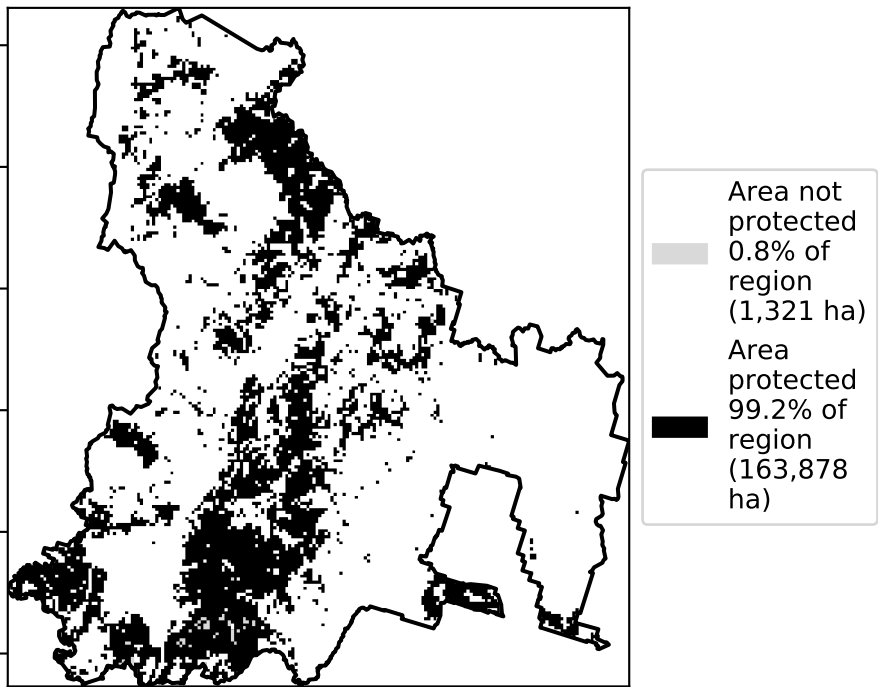 Area not
protected
0.8% of
region
(1,321 ha)
Area
protected
99.2% of
region
(163,878
ha)